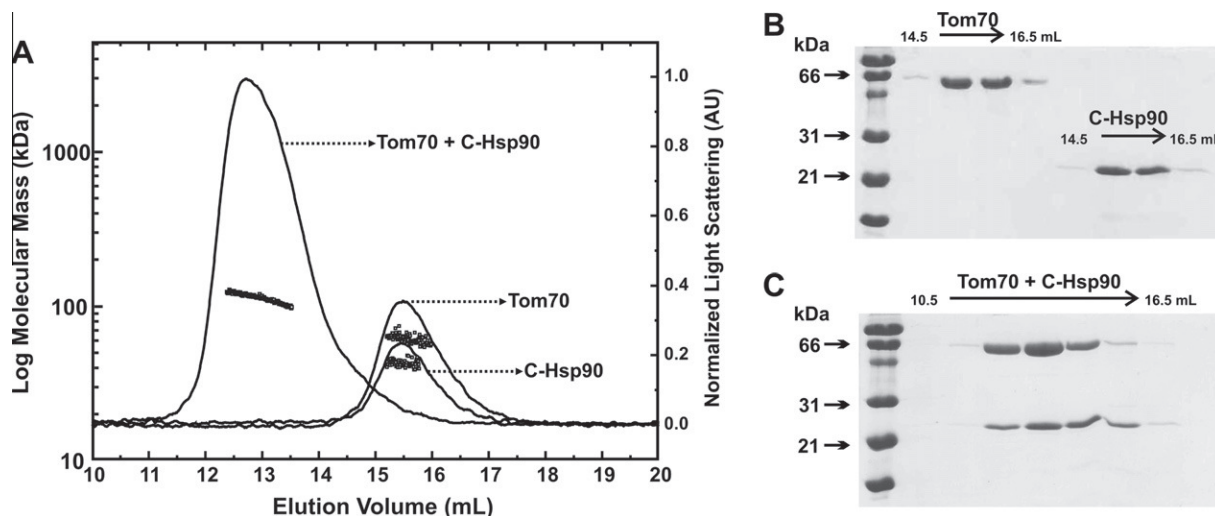 A
Log Molecular Mass (kDa)
1000
100
10
Tom70 + C-Hsp90
Tom70
C-Hsp90
1.0
0.8
0.6
0.4
0.2
0.0
Normalized Light Scattering (AU)
10 11 12 13 14 15 16 17 18 19 20
Elution Volume (mL)
B
Tom70
kDa 14.5 16.5 mL
66
31
21
C-Hsp90
14.5 16.5 mL
C
Tom70 + C-Hsp90
10.5 16.5 mL
kDa
66
31
21